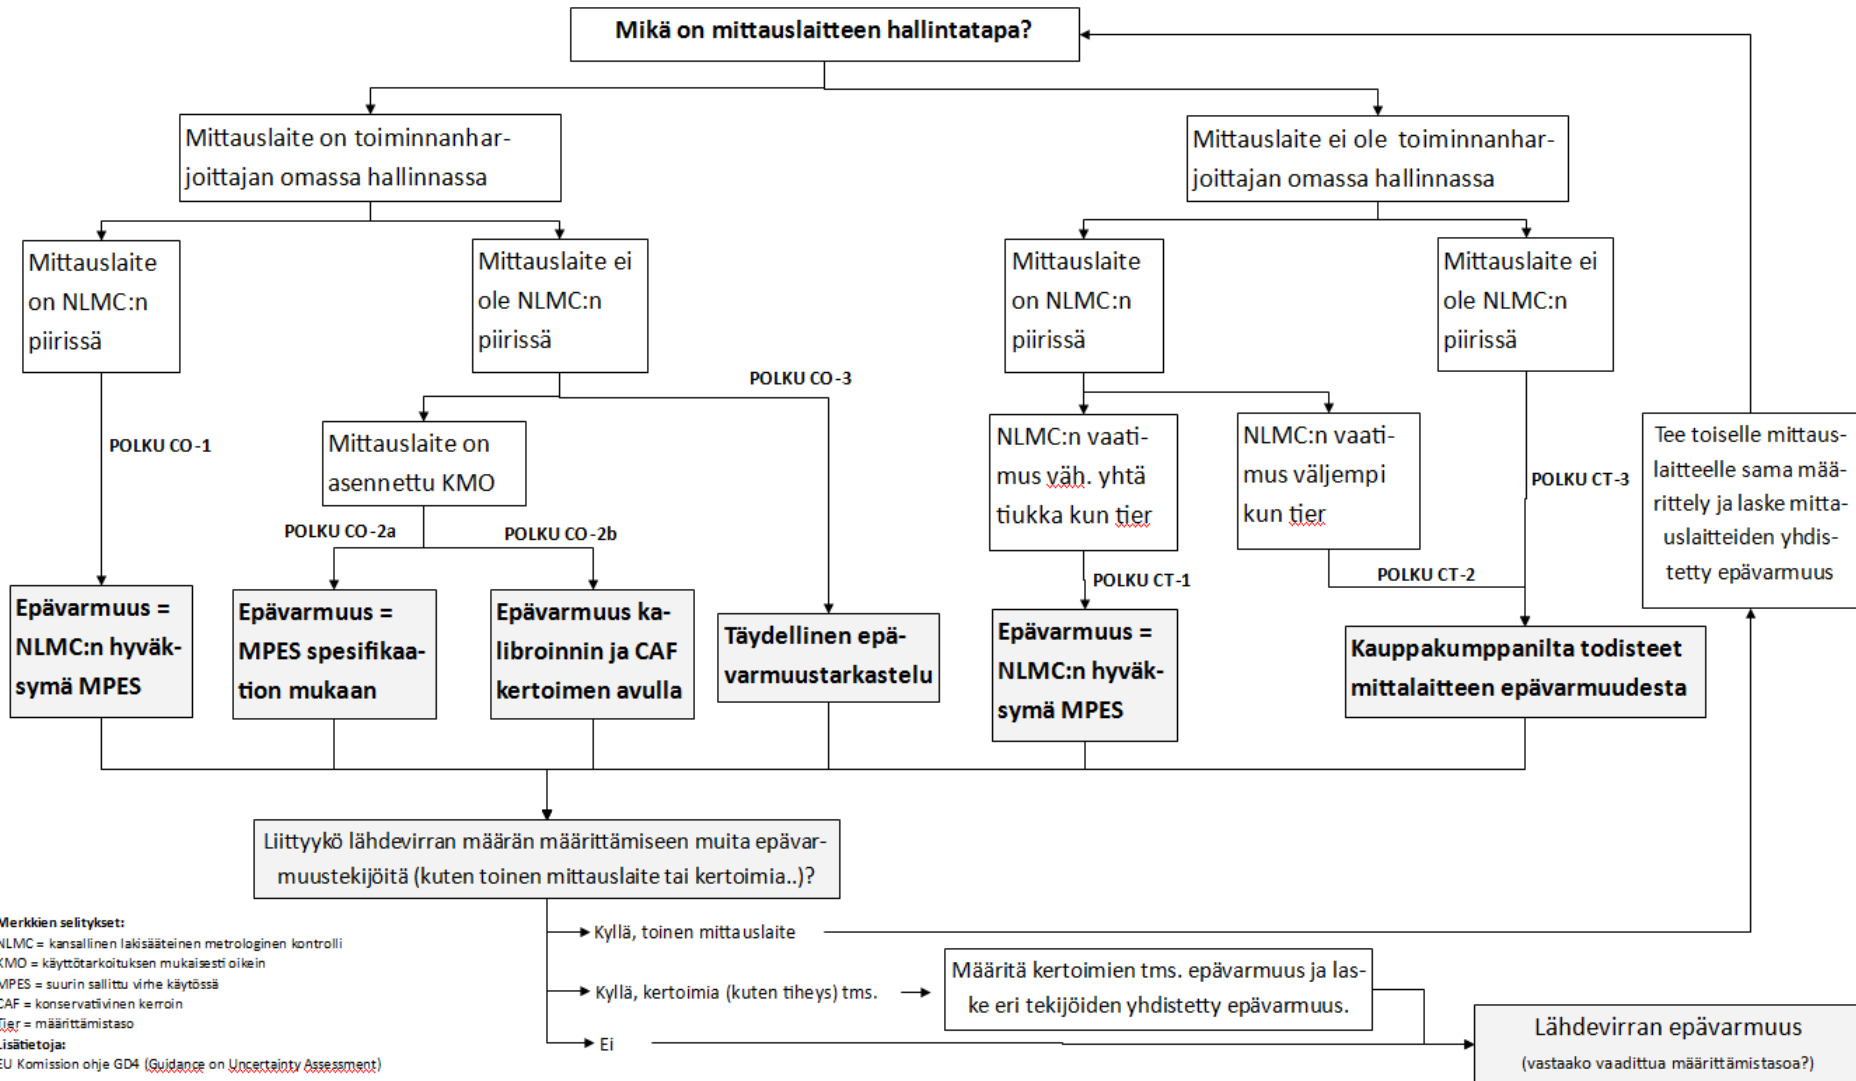 Mikä on mittauslaitteen hallintatapa?
Mittauslaite on toiminnanhar-
joittajan omassa hallinnassa
Mittauslaite ei ole toiminnanhar-
joittajan omassa hallinnassa
Mittauslaite
on NLMC:n
piirissä
Mittauslaite ei
ole NLMC:n
piirissä
Mittauslaite
on NLMC:n
piirissä
Mittauslaite ei
ole NLMC:n
piirissä
POLKU CO-3
POLKU CO-1
Mittauslaite on
asennettu KMO
NLMC:n vaati-
mus väh. yhtä
tiukka kun tier
NLMC:n vaati-
mus väljempi
kun tier
POLKU CT-3
Tee toiselle mittaus-
laitteelle sama mää-
rittely ja laske mitta-
uslaitteiden yhdis-
tetty epävarmuus
POLKU CO-2a
POLKU CO-2b
POLKU CT-1
POLKU CT-2
Epävarmuus =
NLMC:n hyväk-
symä MPES
Epävarmuus =
MPES spesifikaa-
tion mukaan
Epävarmuus ka-
libroinnin ja CAF
kertoimen avulla
Täydellinen epä-
varmuustarkastelu
Epävarmuus =
NLMC:n hyväk-
symä MPES
Kauppakumppanilta todisteet
mittalaitteen epävarmuudesta
Liittyykö lähdevirran määrän määrittämiseen muita epävar-
muustekijöitä (kuten toinen mittauslaite tai kertoimia..)?
Kyllä, toinen mittauslaite
Kyllä, kertoimia (kuten tiheys) tms.
Määritä kertoimien tms. epävarmuus ja las-
ke eri tekijöiden yhdistetty epävarmuus.
Ei
Lähdevirran epävarmuus
(vastaako vaadittua määrittämistasoa?)
Merkkien selitykset:
NLMC = kansallinen lakisääteinen metrologinen kontrolli
KMO = käyttötarkoituksen mukaisesti oikein
MPES = suurin sallittu virhe käytössä
CAF = konservativinen kerroin
Tier = määrittämistaso
Lisätietoja:
EU Komission ohje GD4 (Guidance on Uncertainty Assessment)